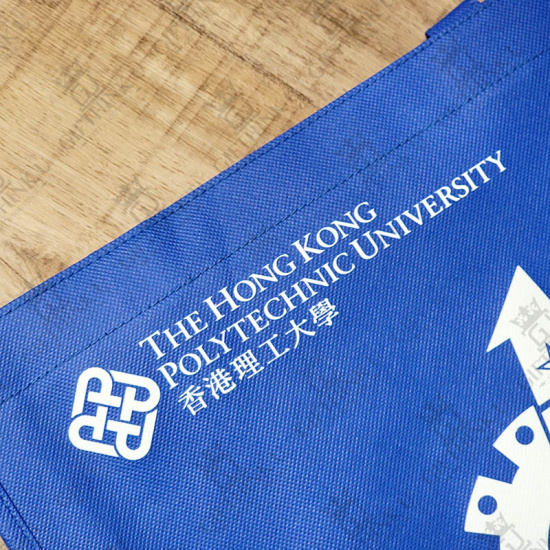 THE HONG KONG
POLYTECHNIC UNIVERSITY
香港理工大學